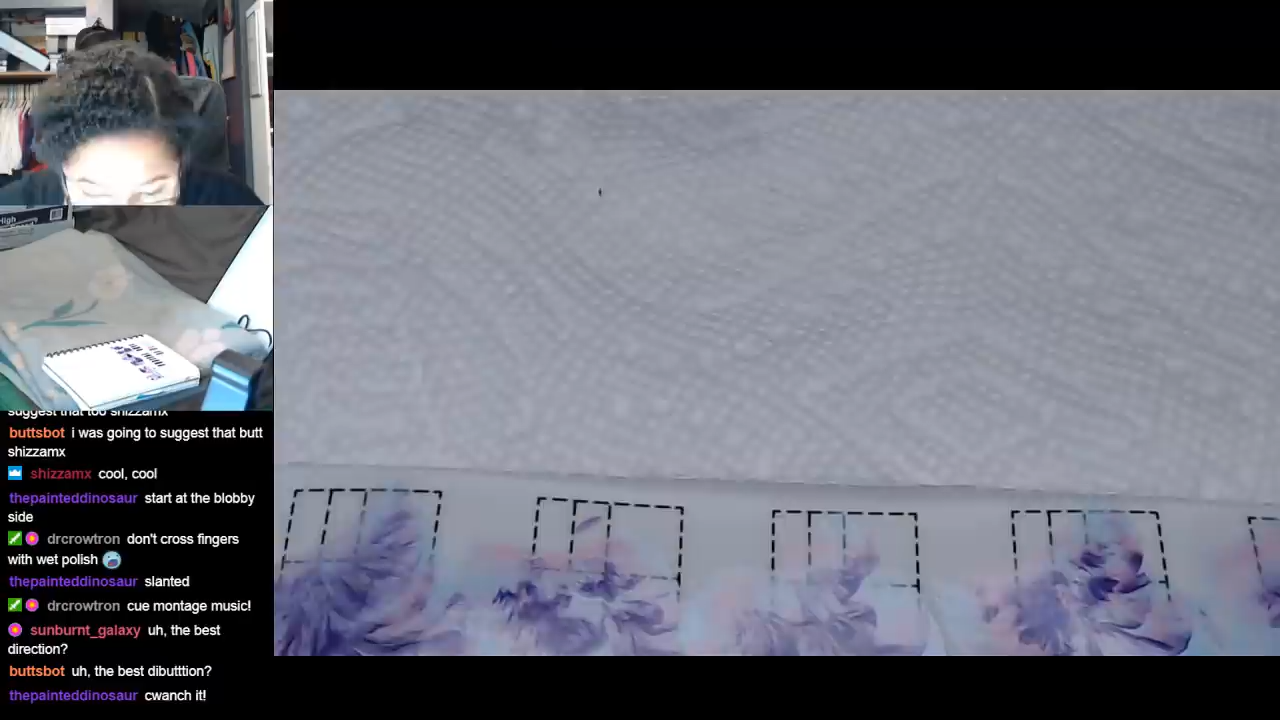 High
suggest that too shizzamx
buttsbot i was going to suggest that butt
shizzamx
shizzamx cool, cool
thepainteddinosaur start at the blobby
side
drcrowtron don't cross fingers
with wet polish
thepainteddinosaur slanted
drcrowtron cue montage music!
sunburnt_galaxy uh, the best
direction?
buttsbot uh, the best dibutttion?
thepainteddinosaur cwanch it!